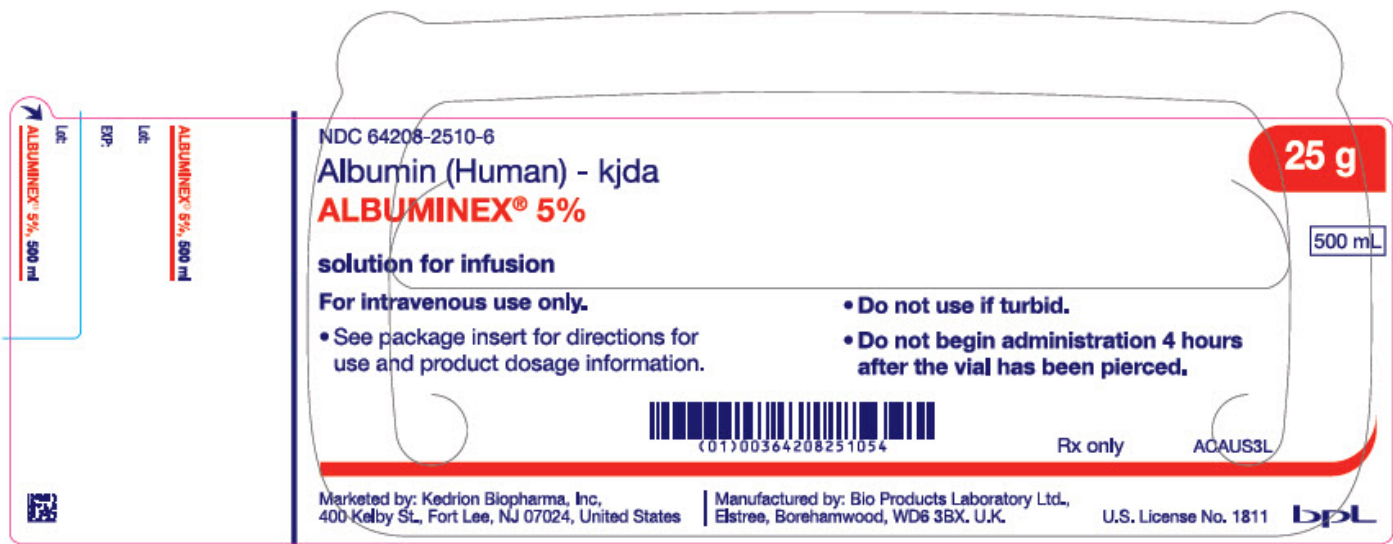 ALBUMINEX® 5%, 500 ml
Lot:
EXP:
Lot:
ALBUMINEX® 5%, 500 ml
NDC 64208-2510-6
Albumin (Human) - kjda
ALBUMINEX® 5%
solution for infusion
For intravenous use only.
• See package insert for directions for
use and product dosage information.
25 g
500 mL
• Do not use if turbid.
• Do not begin administration 4 hours
after the vial has been pierced.
(01)00364208251054
Rx only
ACAUS3L
Marketed by: Kedrion Biopharma, Inc,
400 Kelby St., Fort Lee, NJ 07024, United States
Manufactured by: Bio Products Laboratory Ltd.,
Elstree, Borehamwood, WD6 3BX. U.K.
U.S. License No. 1811
bpl